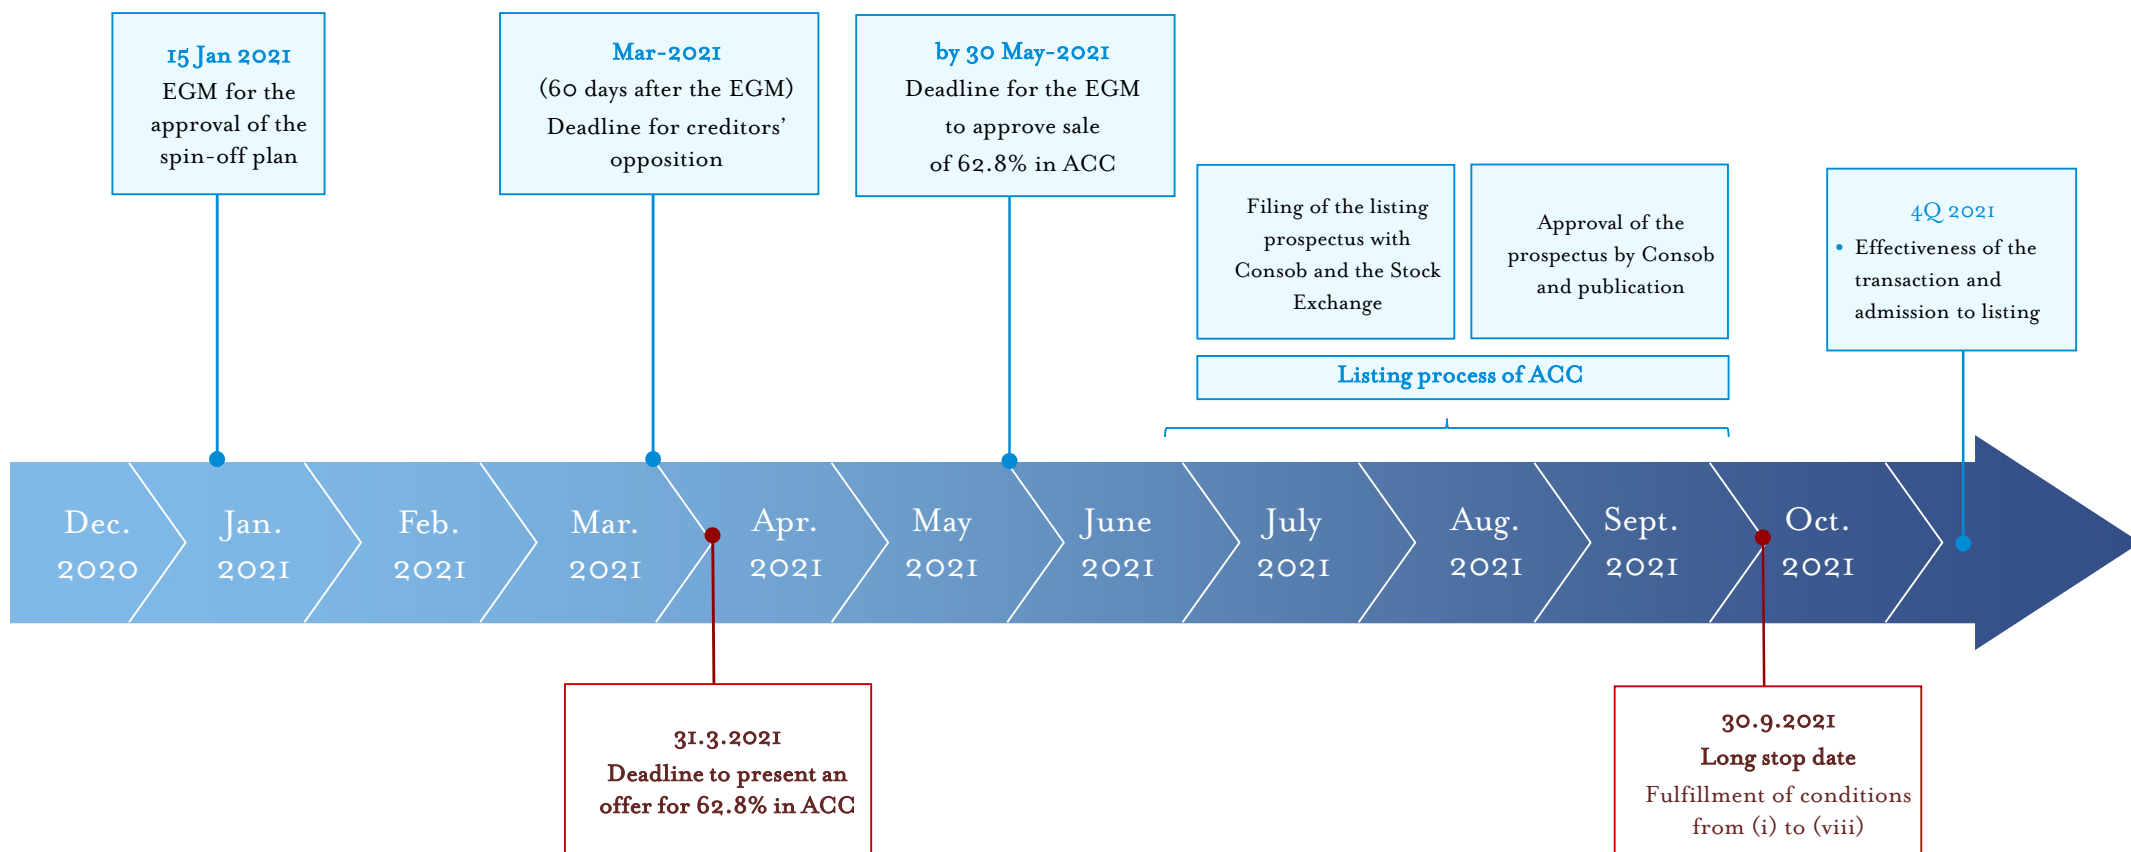 15 Jan 2021
EGM for the
approval of the
spin-off plan
Mar-2021
(60 days after the EGM)
Deadline for creditors’
opposition
by 30 May-2021
Deadline for the EGM
to approve sale
of 62.8% in ACC
Filing of the listing
prospectus with
Consob and the Stock
Exchange
Approval of the
prospectus by Consob
and publication
4Q 2021
• Effectiveness of the
transaction and
admission to listing
Listing process of ACC
Dec.
2020
Jan.
2021
Feb.
2021
Mar.
2021
Apr.
2021
May
2021
June
2021
July
2021
Aug.
2021
Sept.
2021
Oct.
2021
31.3.2021
Deadline to present an
offer for 62.8% in ACC
30.9.2021
Long stop date
Fulfillment of conditions
from (i) to (viii)